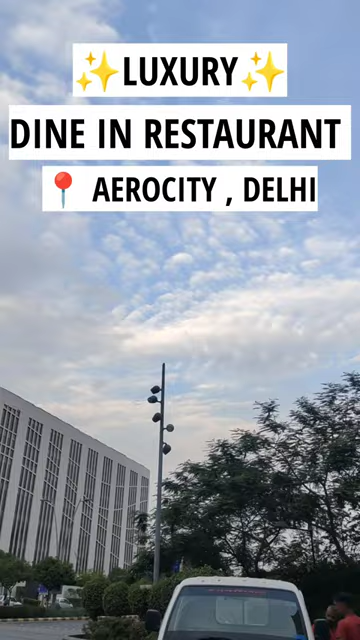 ✨LUXURY✨
DINE IN RESTAURANT
📍 AEROCITY , DELHI